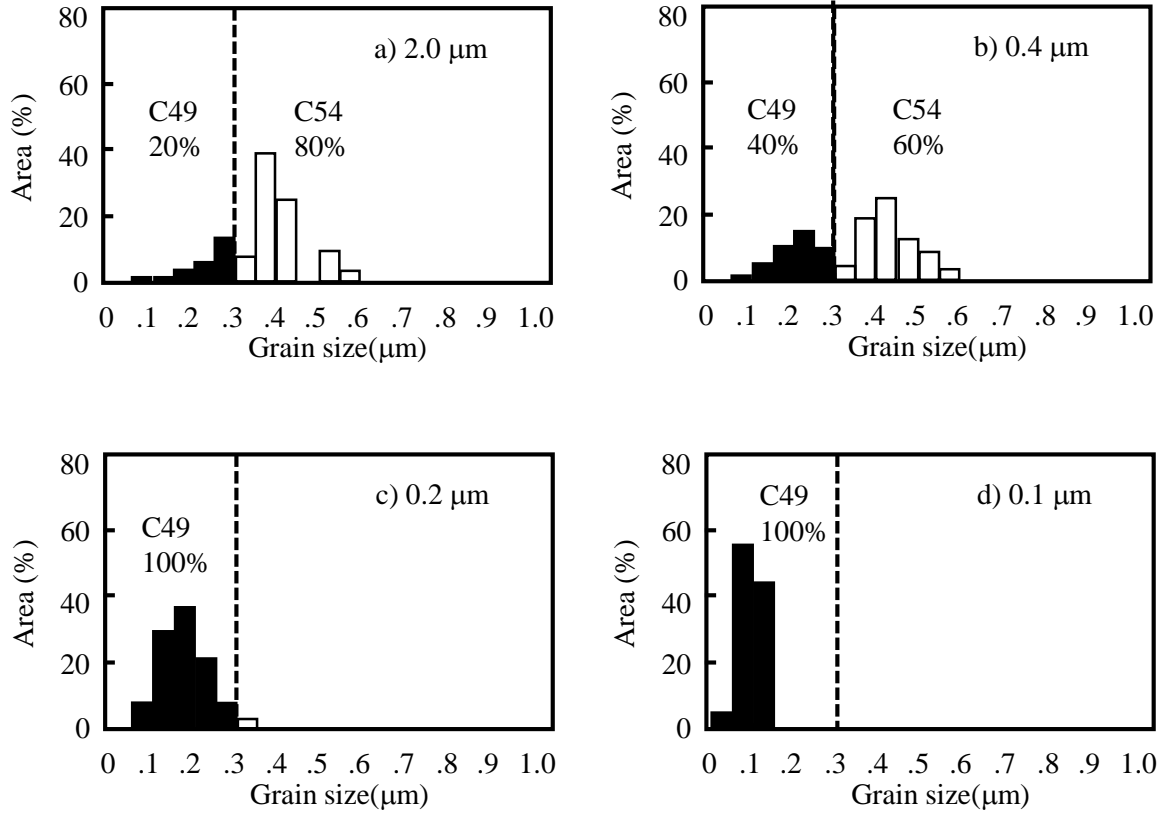 80
60
40
20
0
Area (%)
a) 2.0 μm
C49
20%
C54
80%
0 .1 .2 .3 .4 .5 .6 .7 .8 .9 1.0
Grain size(μm)
80
60
40
20
0
Area (%)
b) 0.4 μm
C49
40%
C54
60%
0 .1 .2 .3 .4 .5 .6 .7 .8 .9 1.0
Grain size(μm)
80
60
40
20
0
Area (%)
c) 0.2 μm
C49
100%
0 .1 .2 .3 .4 .5 .6 .7 .8 .9 1.0
Grain size(μm)
80
60
40
20
0
Area (%)
d) 0.1 μm
C49
100%
0 .1 .2 .3 .4 .5 .6 .7 .8 .9 1.0
Grain size(μm)